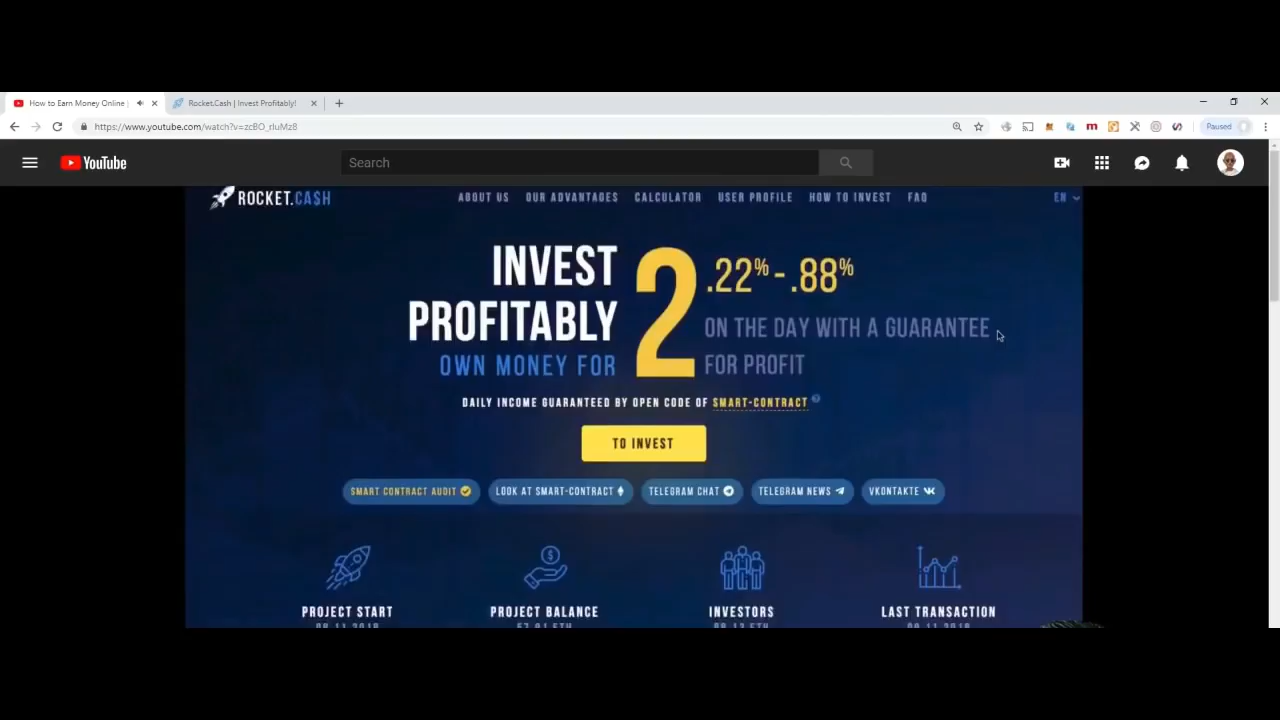 How to Earn Money Online |
Rocket.Cash | Invest Profitably!
https://www.youtube.com/watch?v=zcBO_rIuMz8
Paused
YouTube
Search
ROCKET.CA$H
ABOUT US OUR ADVANTAGES CALCULATOR USER PROFILE HOW TO INVEST FAQ
EN
INVEST
PROFITABLY
OWN MONEY FOR
2 .22% - .88%
ON THE DAY WITH A GUARANTEE
FOR PROFIT
DAILY INCOME GUARANTEED BY OPEN CODE OF SMART-CONTRACT
TO INVEST
SMART CONTRACT AUDIT
LOOK AT SMART-CONTRACT
TELEGRAM CHAT
TELEGRAM NEWS
VKONTAKTE
PROJECT START
PROJECT BALANCE
INVESTORS
LAST TRANSACTION